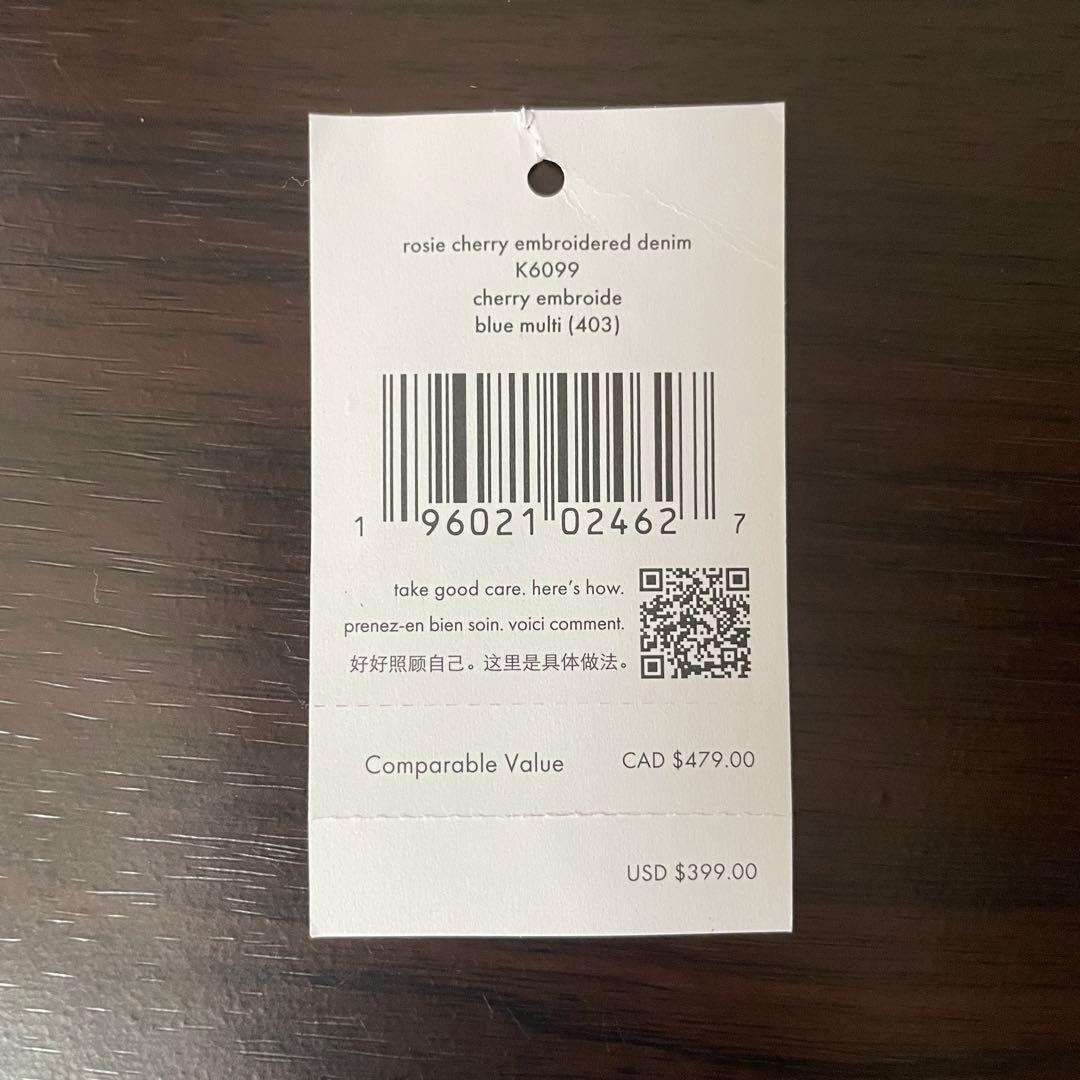 rosie cherry embroidered denim
K6099
cherry embroide
blue multi (403)
1 96021 02462 7
take good care. here's how.
prenez-en bien soin. voici comment.
好好照顾自己。这里是具体做法。
Comparable Value CAD $479.00
USD $399.00